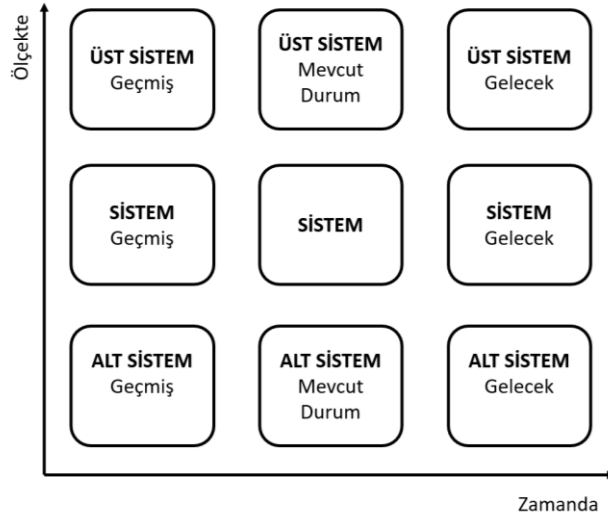 Ölçekte
ÜST SİSTEM
Geçmiş
ÜST SİSTEM
Mevcut
Durum
ÜST SİSTEM
Gelecek
SİSTEM
Geçmiş
SİSTEM
SİSTEM
Gelecek
ALT SİSTEM
Geçmiş
ALT SİSTEM
Mevcut
Durum
ALT SİSTEM
Gelecek
Zamanda